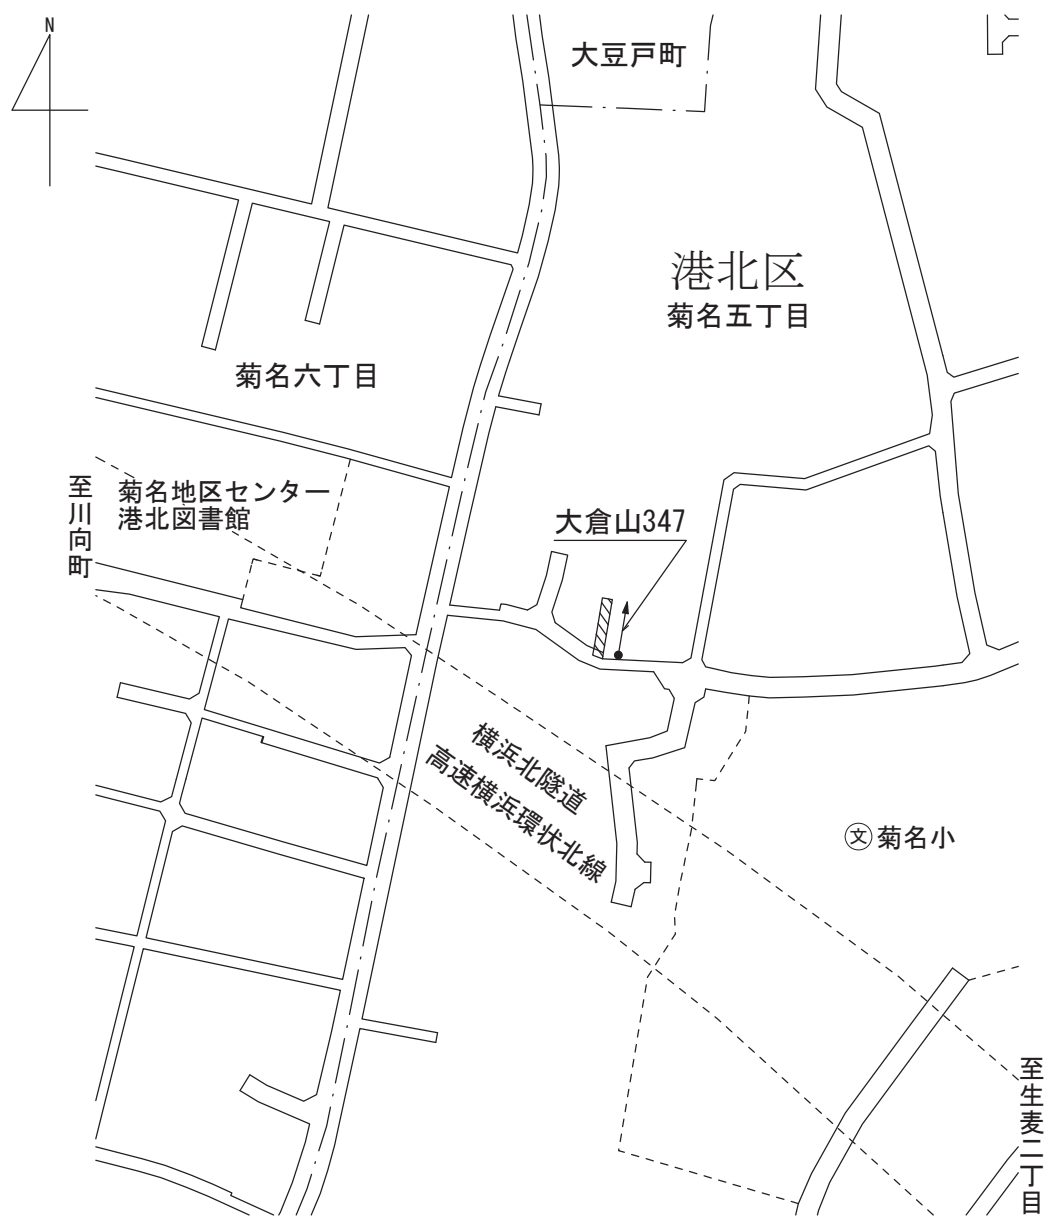 N
大豆戸町
港北区
菊名五丁目
菊名六丁目
至川向町
菊名地区センター
港北図書館
大倉山347
横浜北隧道
高速横浜環状北線
文菊名小
至生麦二丁目